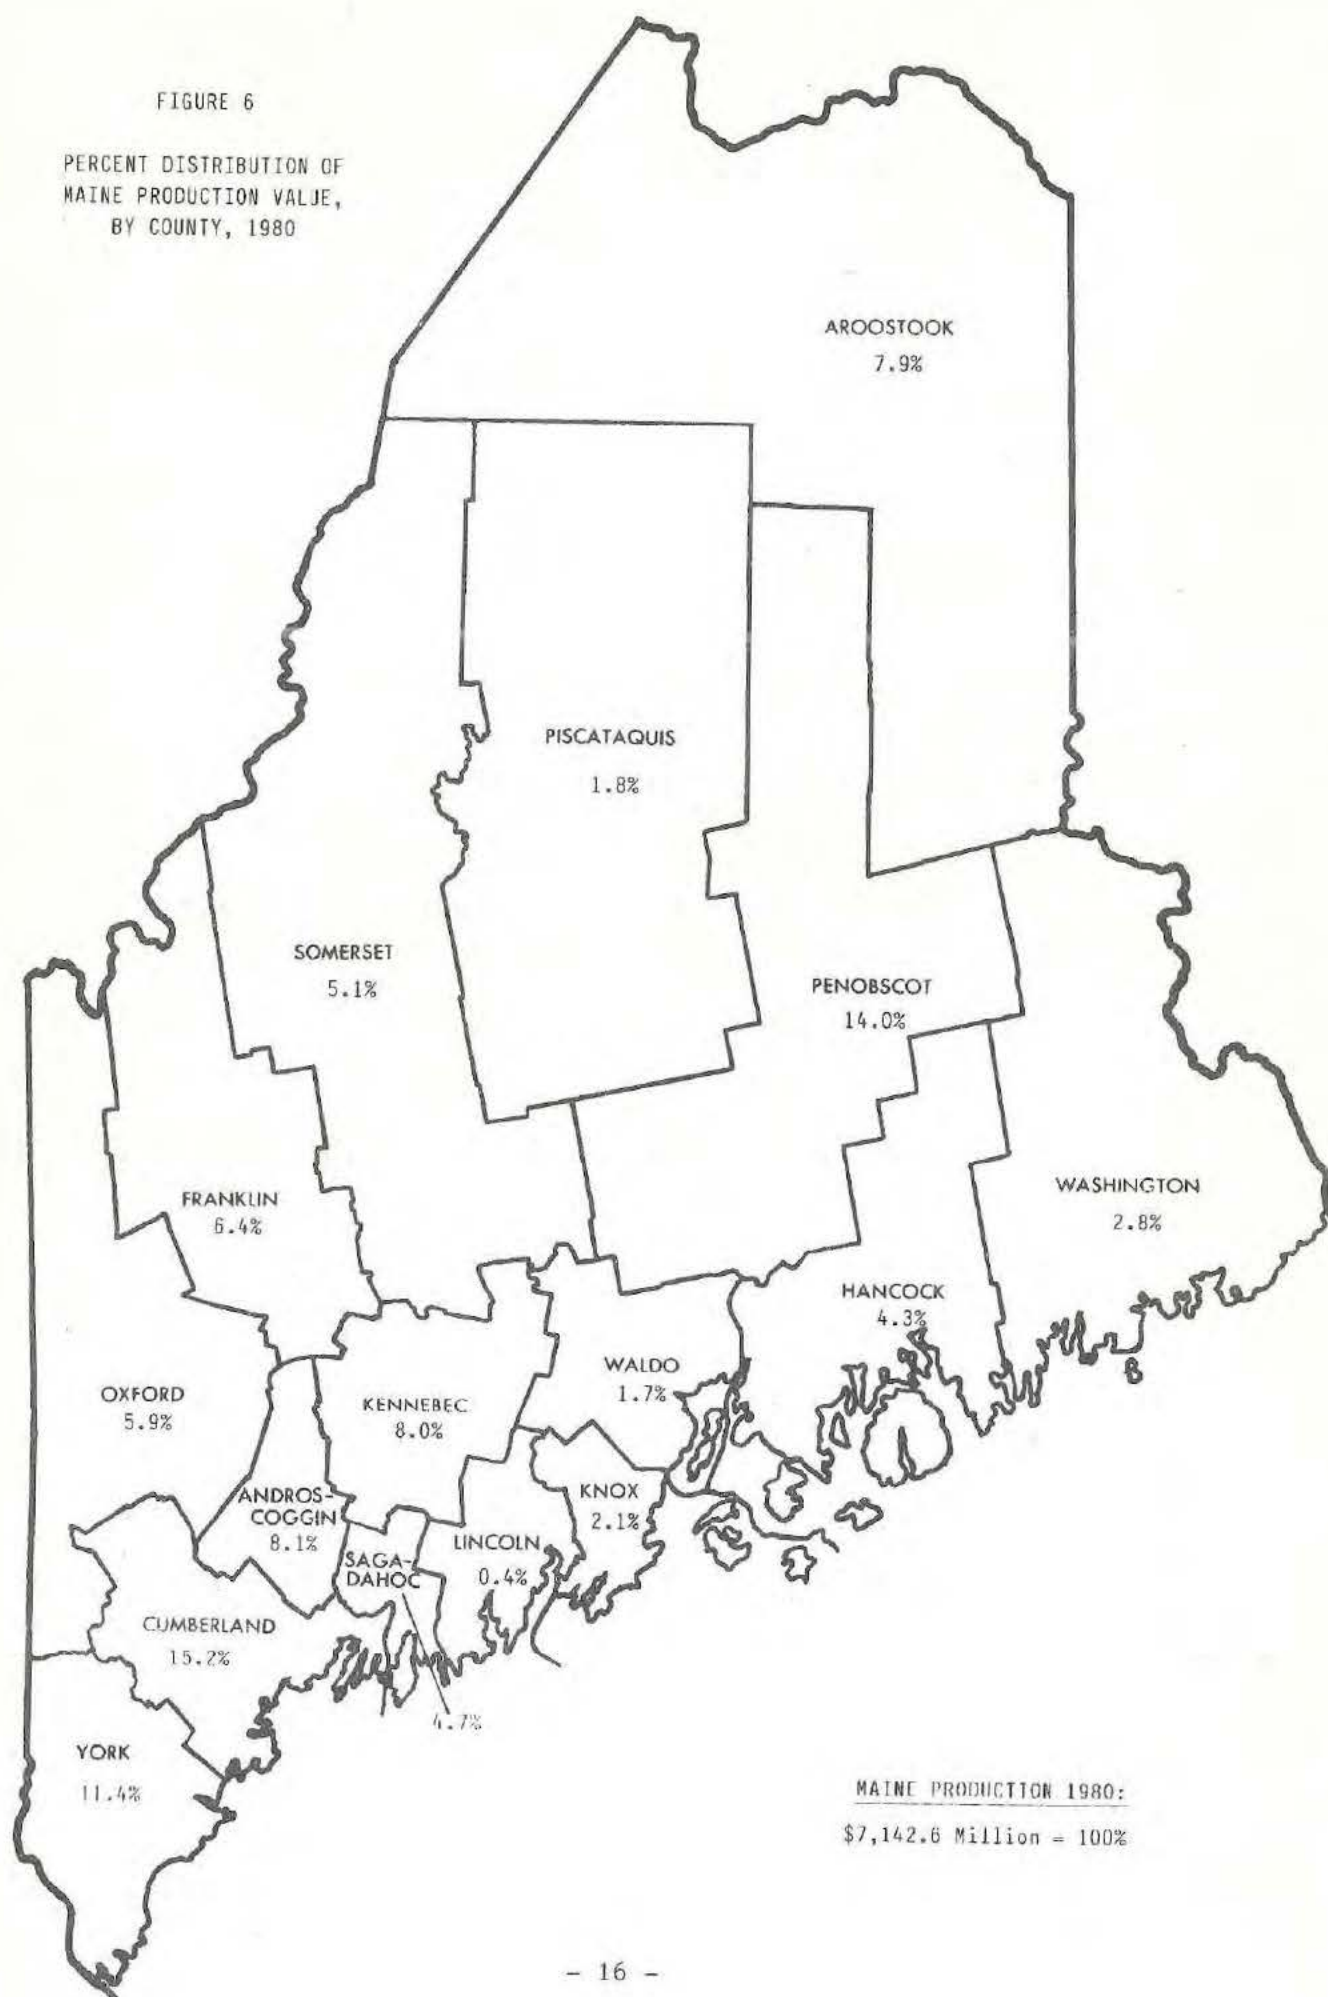 FIGURE 6
PERCENT DISTRIBUTION OF
MAINE PRODUCTION VALUE,
BY COUNTY, 1980
AROOSTOOK
7.9%
PISCATAQUIS
1.8%
SOMERSET
5.1%
PENOBSCOT
14.0%
FRANKLIN
6.4%
WASHINGTON
2.8%
HANCOCK
4.3%
WALDO
1.7%
OXFORD
5.9%
KENNEBEC
8.0%
ANDROS-
COGGIN
8.1%
KNOX
2.1%
LINCOLN
0.4%
SAGA-
DAHOC
4.7%
CUMBERLAND
15.2%
YORK
11.4%
MAINE PRODUCTION 1980:
$7,142.6 Million = 100%
- 16 -